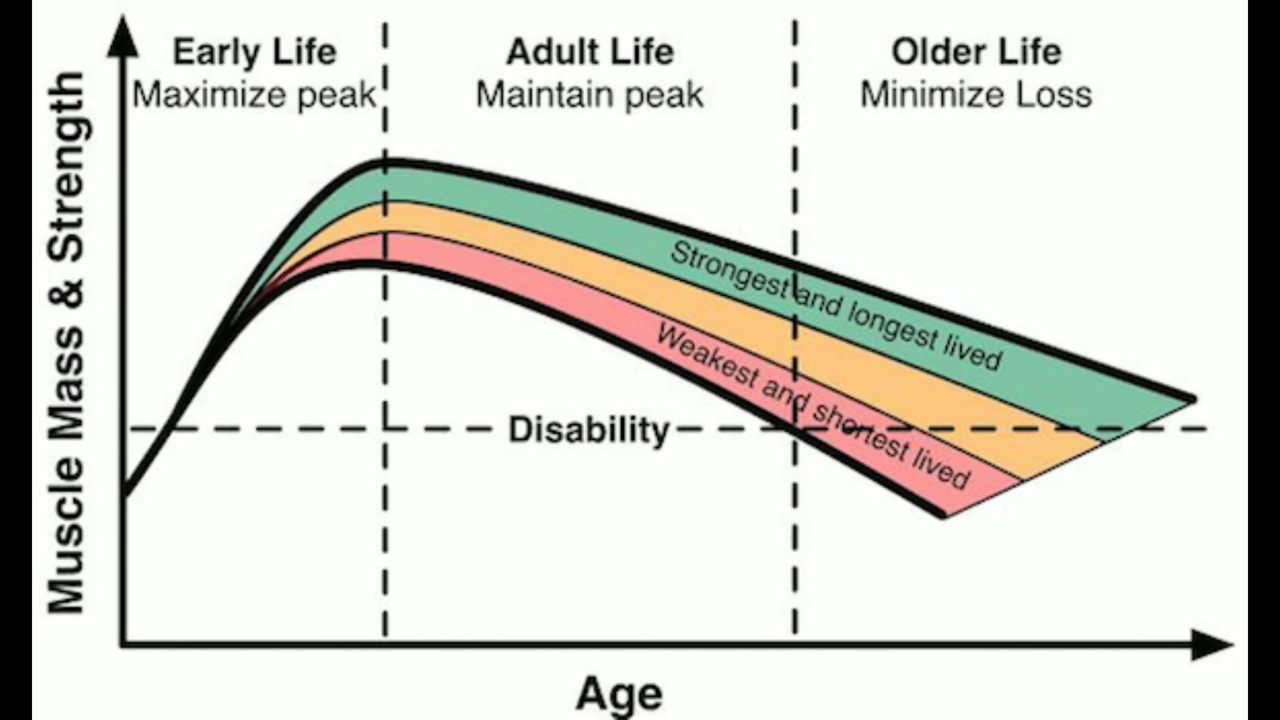 Early Life
Maximize peak
Adult Life
Maintain peak
Older Life
Minimize Loss
Muscle Mass & Strength
Strongest and longest lived
Weakest and shortest lived
Disability
Age